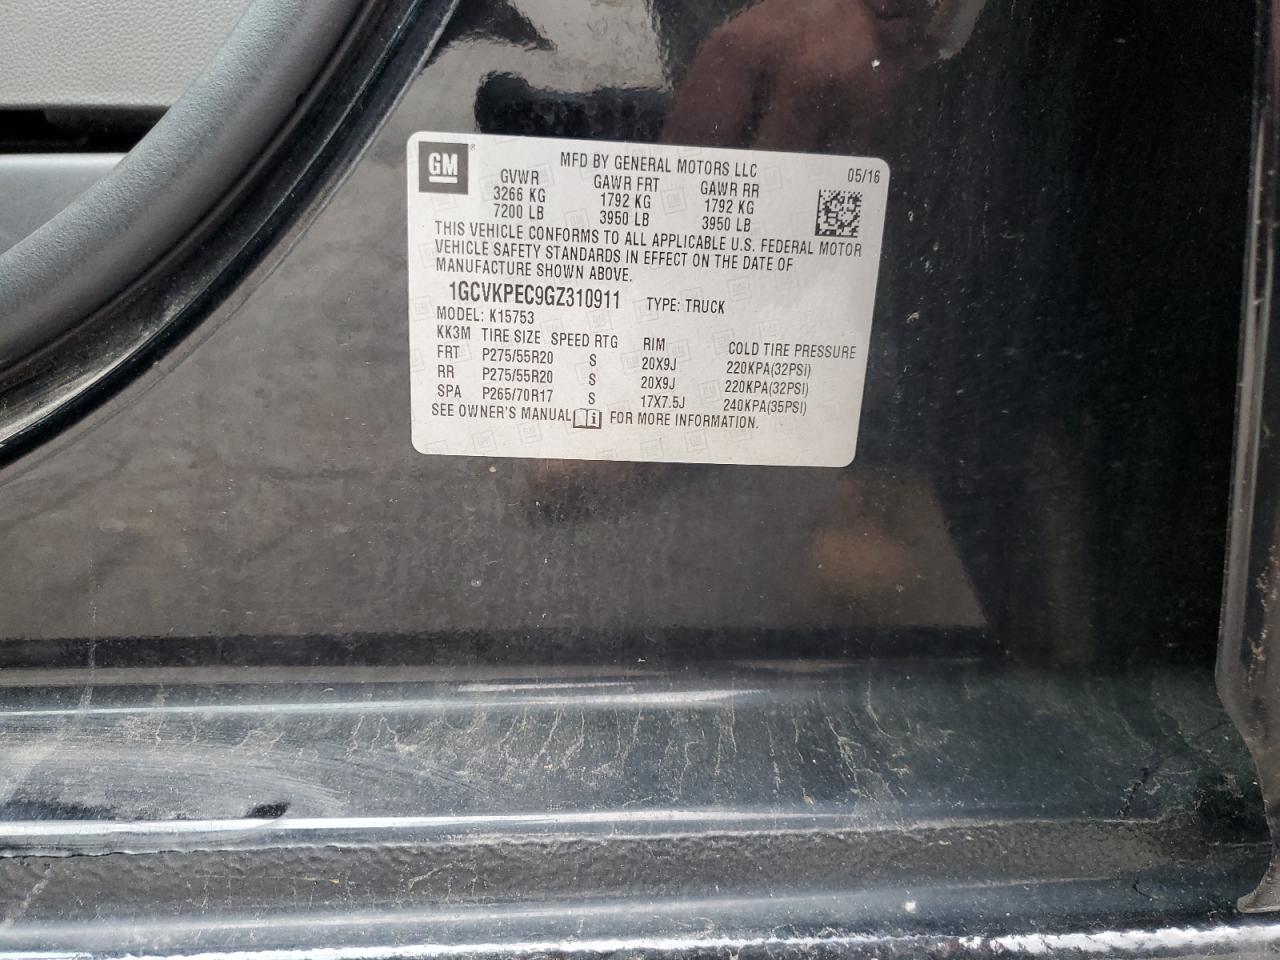 GM
MFD BY GENERAL MOTORS LLC 05/16
GVWR GAWR FRT GAWR RR
3266 KG 1792 KG 1792 KG
7200 LB 3950 LB 3950 LB
THIS VEHICLE CONFORMS TO ALL APPLICABLE U.S. FEDERAL MOTOR
VEHICLE SAFETY STANDARDS IN EFFECT ON THE DATE OF
MANUFACTURE SHOWN ABOVE.
1GCVKPEC9GZ310911 TYPE: TRUCK
MODEL: K15753
KK3M TIRE SIZE SPEED RTG RIM COLD TIRE PRESSURE
FRT P275/55R20 S 20X9J 220KPA(32PSI)
RR P275/55R20 S 20X9J 220KPA(32PSI)
SPA P265/70R17 S 17X7.5J 240KPA(35PSI)
SEE OWNER'S MANUAL FOR MORE INFORMATION.